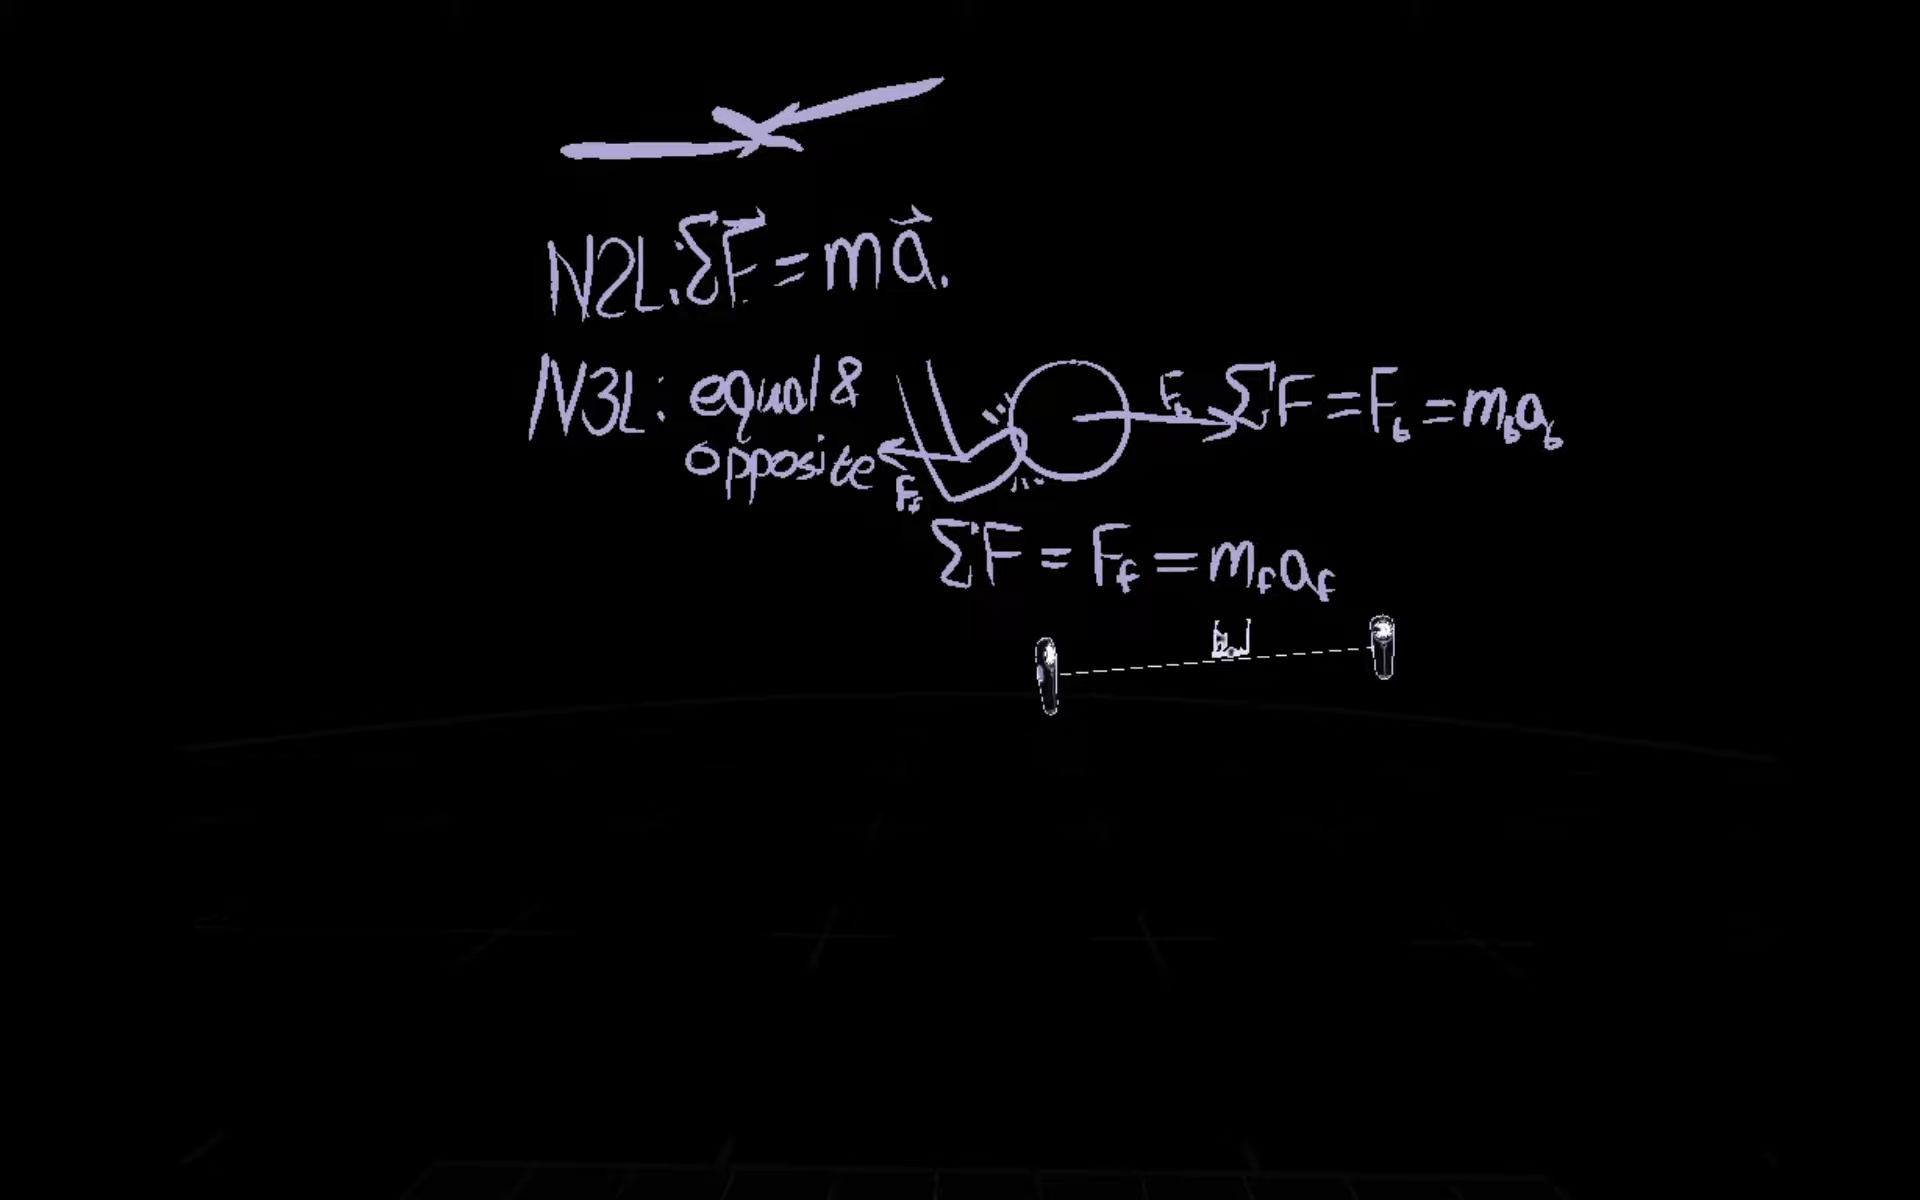 N2L: ΣF⃗ = ma⃗.
N3L: equal &
opposite
F_b ΣF = F_b = m_b a_b
F_f
ΣF = F_f = m_f a_f